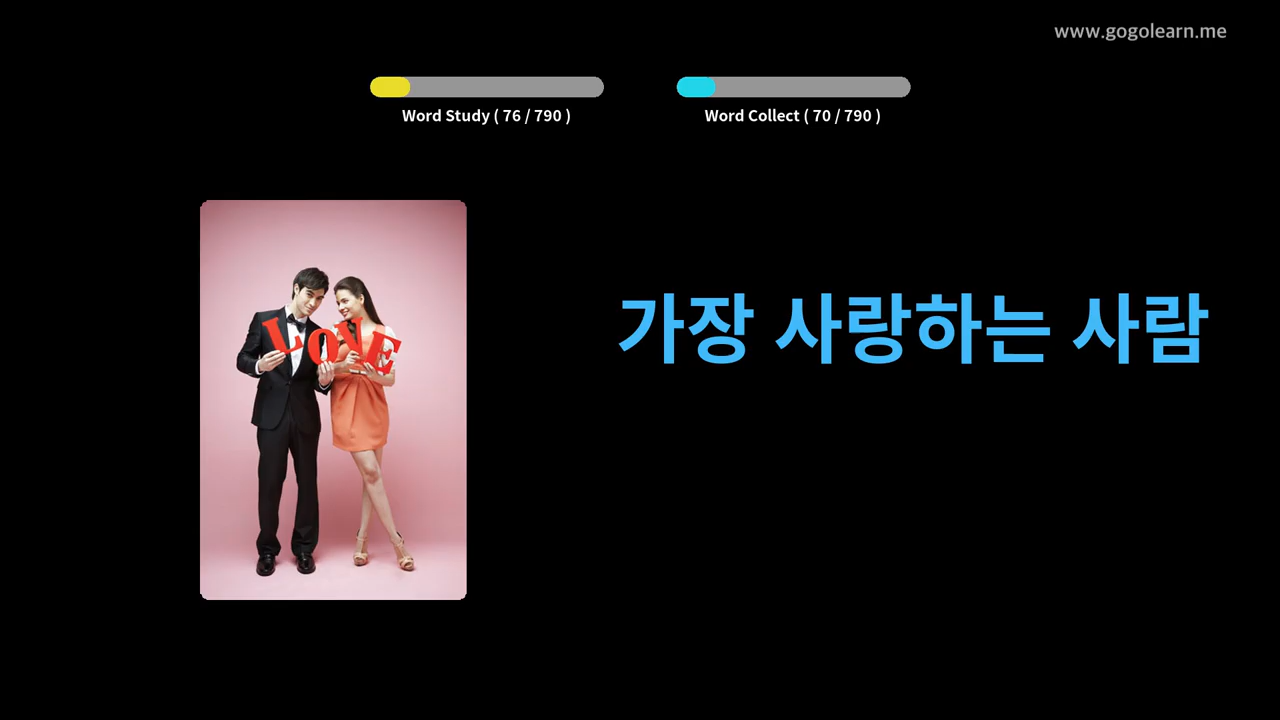 www.gogolearn.me
Word Study ( 76 / 790 )
Word Collect ( 70 / 790 )
LOVE
가장 사랑하는 사람